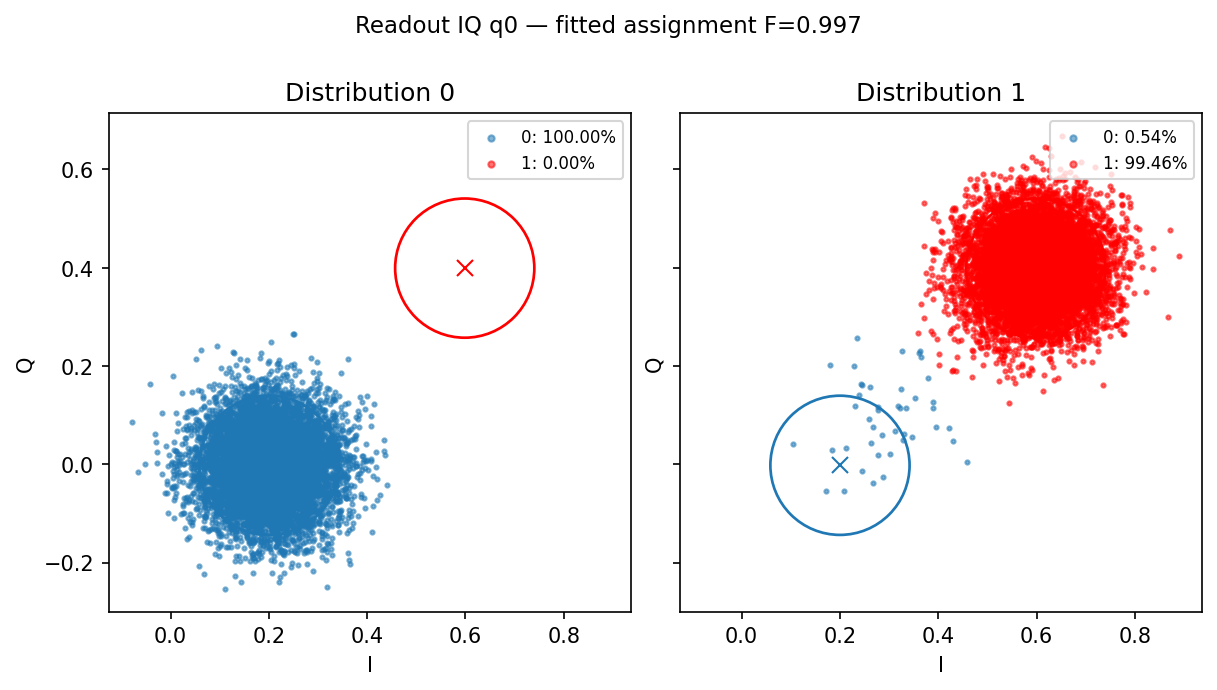 Readout IQ q0 — fitted assignment F=0.997
Distribution 0
0: 100.00%
1: 0.00%
Q
0.6
0.4
0.2
0.0
−0.2
0.0 0.2 0.4 0.6 0.8
I
Distribution 1
0: 0.54%
1: 99.46%
Q
0.0 0.2 0.4 0.6 0.8
I